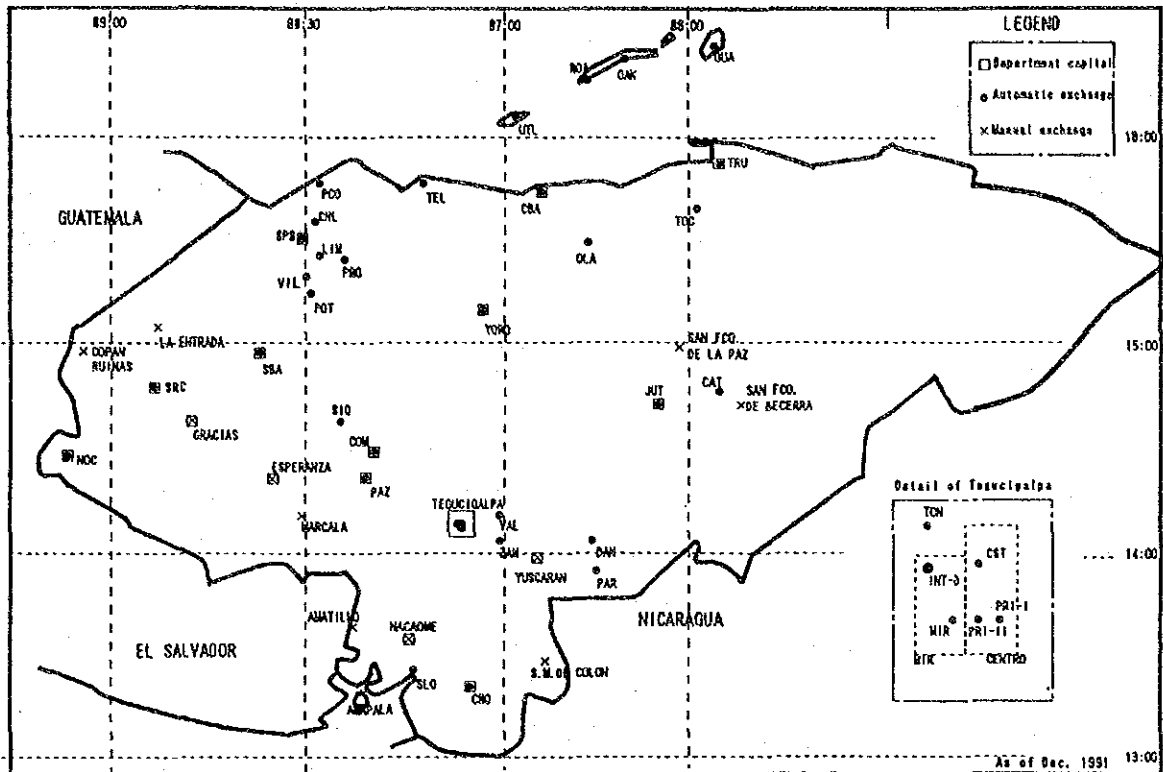 89:00
88:30
87:00
88:00
LEGEND
Department capital
Automatic exchange
Manual exchange
ROA
OAK
GUA
UTL
18:00
TRU
PCO
TEL
CBA
TOC
GUATEMALA
CHL
SPS
LIM
PRO
OLA
VIL
POT
YORO
15:00
LA ENTRADA
COPAN
RUINAS
SBA
SAN FCO.
DE LA PAZ
SRC
JUT
CAT
SAN FCO.
DE BECERRA
SIO
GRACIAS
COM
NOC
ESPERANZA
PAZ
Detail of Tegucigalpa
TEGUCIGALPA
MARCALA
VAL
TCN
CST
14:00
DAN
YUSCARAN
PAR
INT-D
AMATILLO
NACAOME
NICARAGUA
PRI-I
MIR
PRI-II
EL SALVADOR
CENTRO
S.M.DE COLON
SLO
CHO
AMAPALA
13:00
As of Dec. 1991